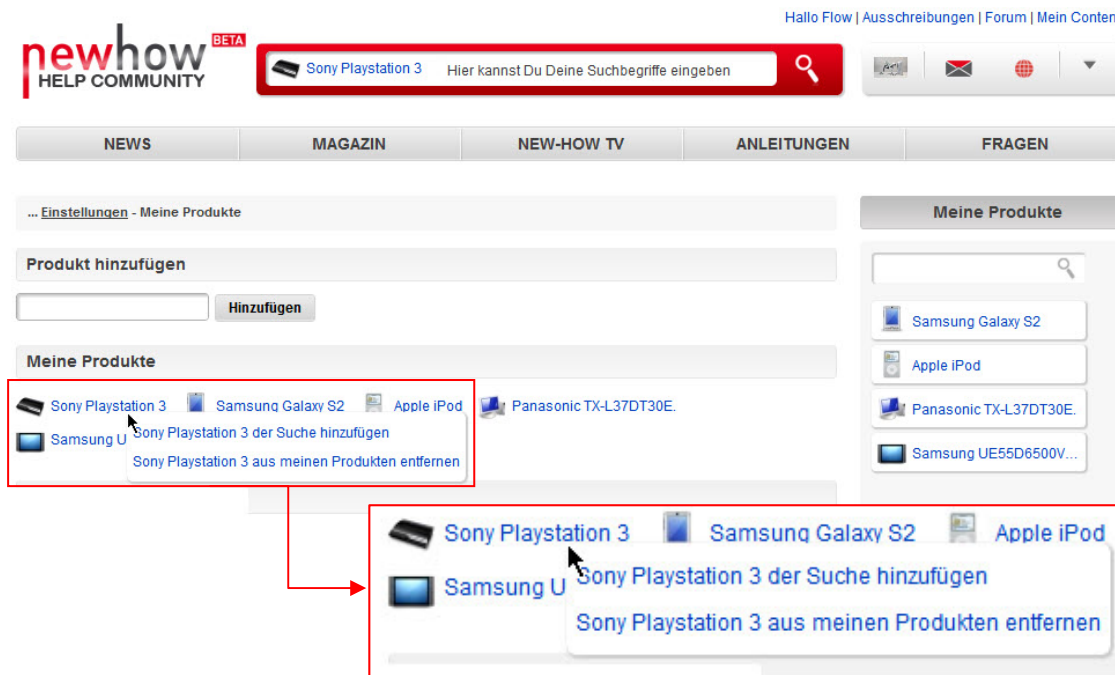 Hallo Flow | Ausschreibungen | Forum | Mein Conten
newhow BETA
HELP COMMUNITY
Sony Playstation 3 Hier kannst Du Deine Suchbegriffe eingeben
NEWS MAGAZIN NEW-HOW TV ANLEITUNGEN FRAGEN
... Einstellungen - Meine Produkte
Meine Produkte
Produkt hinzufügen
Hinzufügen
Samsung Galaxy S2
Apple iPod
Panasonic TX-L37DT30E.
Samsung UE55D6500V...
Meine Produkte
Sony Playstation 3 Samsung Galaxy S2 Apple iPod Panasonic TX-L37DT30E.
Samsung U
Sony Playstation 3 der Suche hinzufügen
Sony Playstation 3 aus meinen Produkten entfernen
Sony Playstation 3 Samsung Galaxy S2 Apple iPod
Samsung U
Sony Playstation 3 der Suche hinzufügen
Sony Playstation 3 aus meinen Produkten entfernen